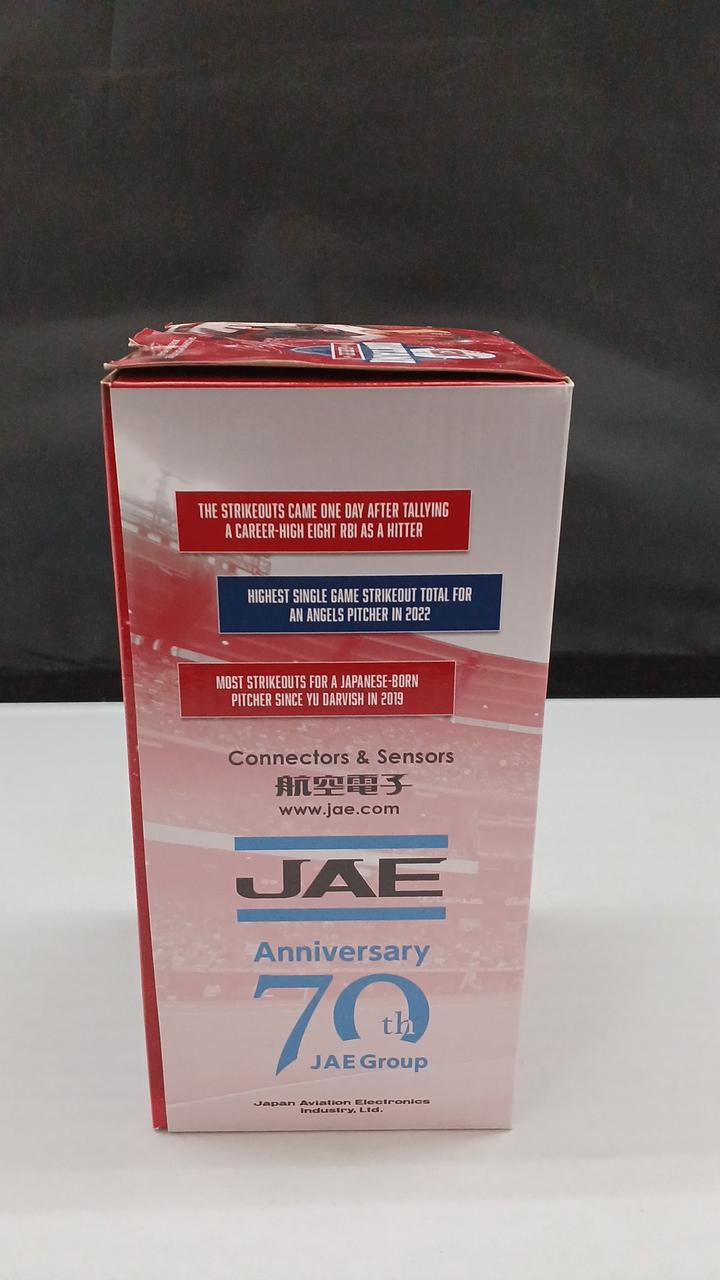 THE STRIKEOUTS CAME ONE DAY AFTER TALLYING
A CAREER-HIGH EIGHT RBI AS A HITTER
HIGHEST SINGLE GAME STRIKEOUT TOTAL FOR
AN ANGELS PITCHER IN 2022
MOST STRIKEOUTS FOR A JAPANESE-BORN
PITCHER SINCE YU DARVISH IN 2019
Connectors & Sensors
航空電子
www.jae.com
JAE
Anniversary
70th
JAE Group
Japan Aviation Electronics
Industry, Ltd.